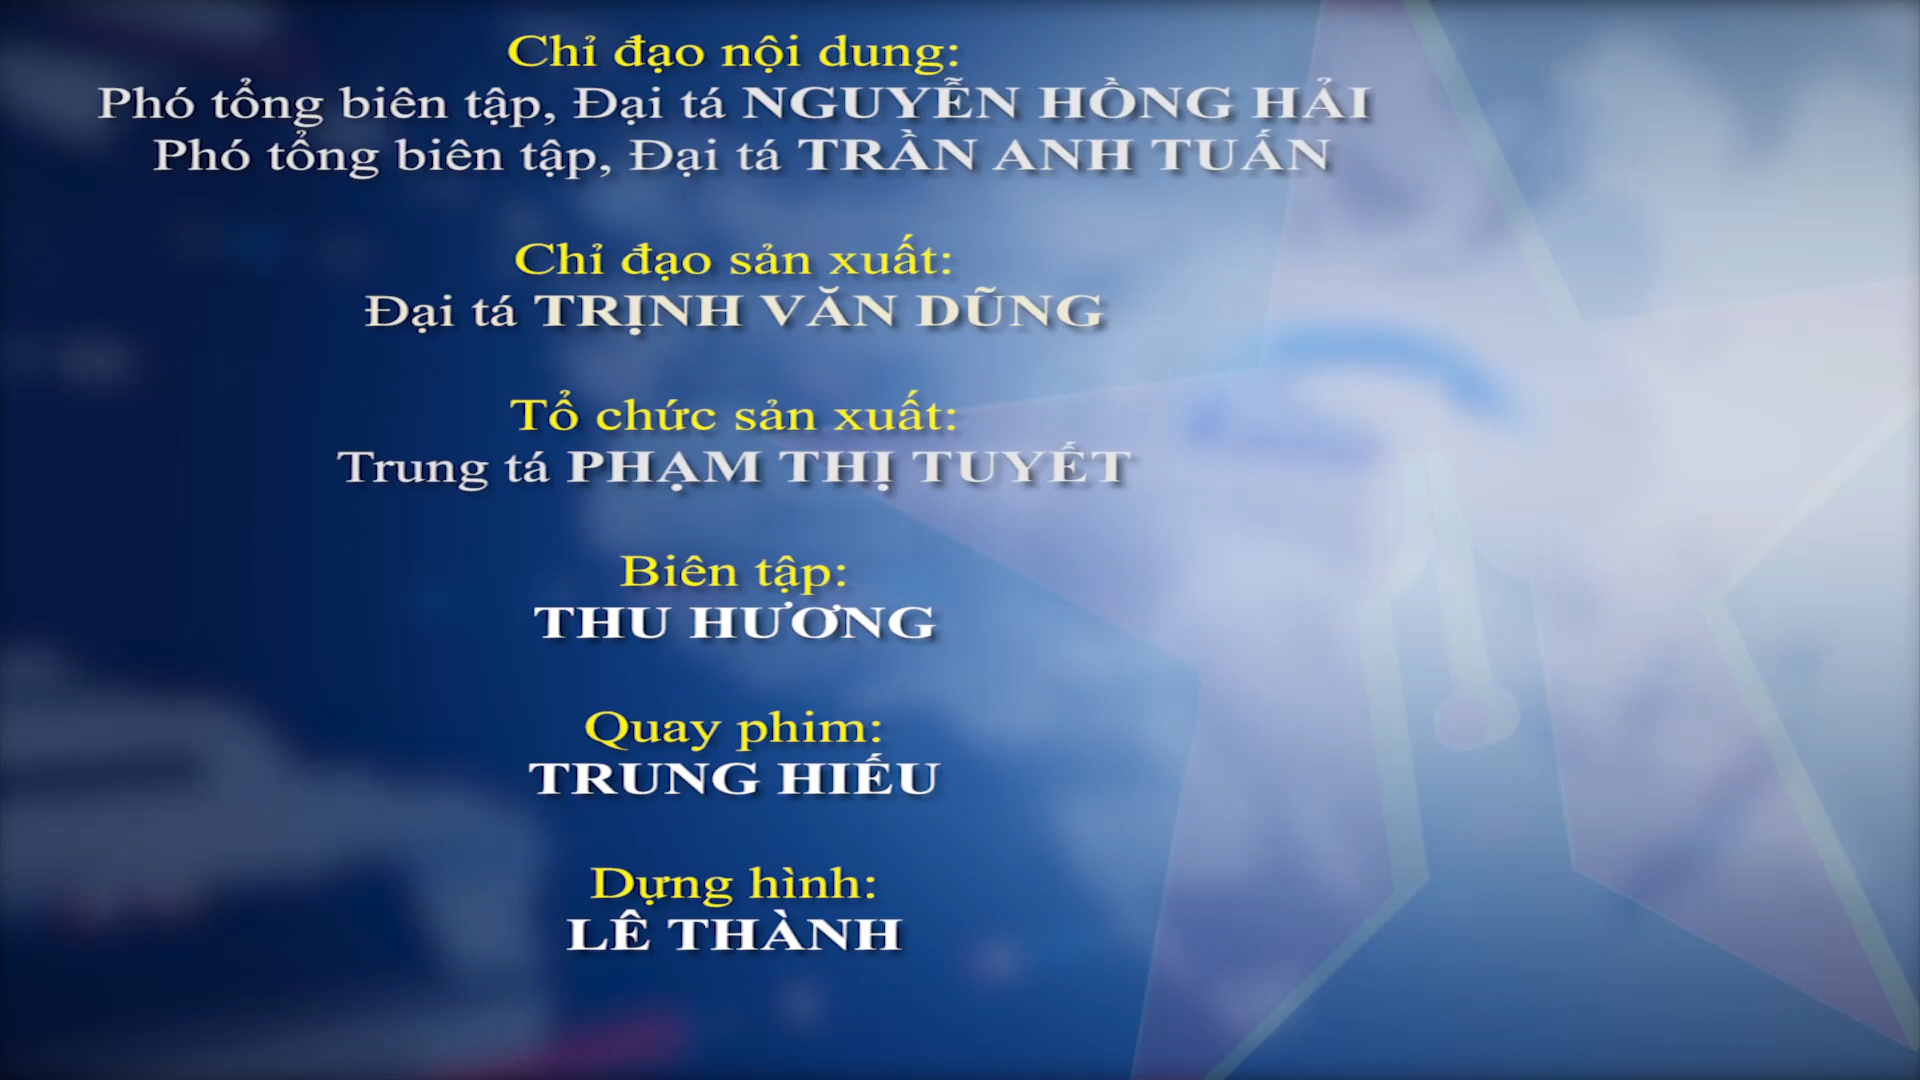 Chỉ đạo nội dung:
Phó tổng biên tập, Đại tá NGUYỄN HỒNG HẢI
Phó tổng biên tập, Đại tá TRẦN ANH TUẤN
Chỉ đạo sản xuất:
Đại tá TRỊNH VĂN DŨNG
Tổ chức sản xuất:
Trung tá PHẠM THỊ TUYẾT
Biên tập:
THU HƯƠNG
Quay phim:
TRUNG HIẾU
Dựng hình:
LÊ THÀNH